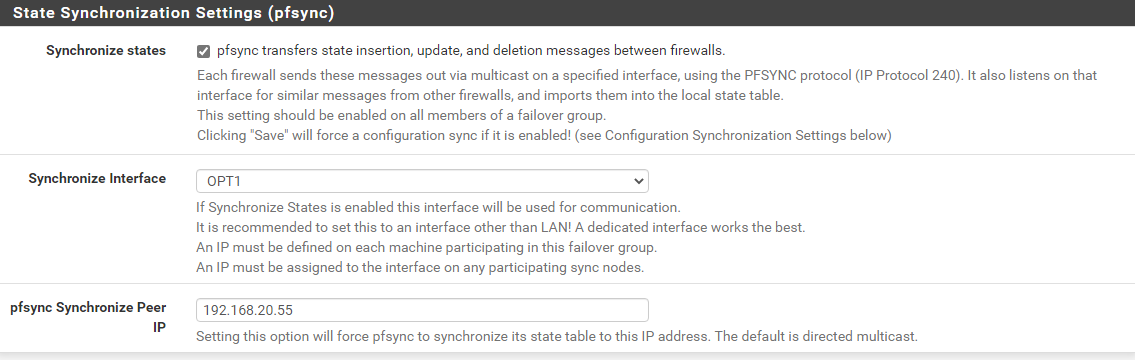 State Synchronization Settings (pfsync)
Synchronize states
pfsync transfers state insertion, update, and deletion messages between firewalls.
Each firewall sends these messages out via multicast on a specified interface, using the PFSYNC protocol (IP Protocol 240). It also listens on that
interface for similar messages from other firewalls, and imports them into the local state table.
This setting should be enabled on all members of a failover group.
Clicking "Save" will force a configuration sync if it is enabled! (see Configuration Synchronization Settings below)
Synchronize Interface
OPT1
If Synchronize States is enabled this interface will be used for communication.
It is recommended to set this to an interface other than LAN! A dedicated interface works the best.
An IP must be defined on each machine participating in this failover group.
An IP must be assigned to the interface on any participating sync nodes.
pfsync Synchronize Peer
IP
192.168.20.55
Setting this option will force pfsync to synchronize its state table to this IP address. The default is directed multicast.